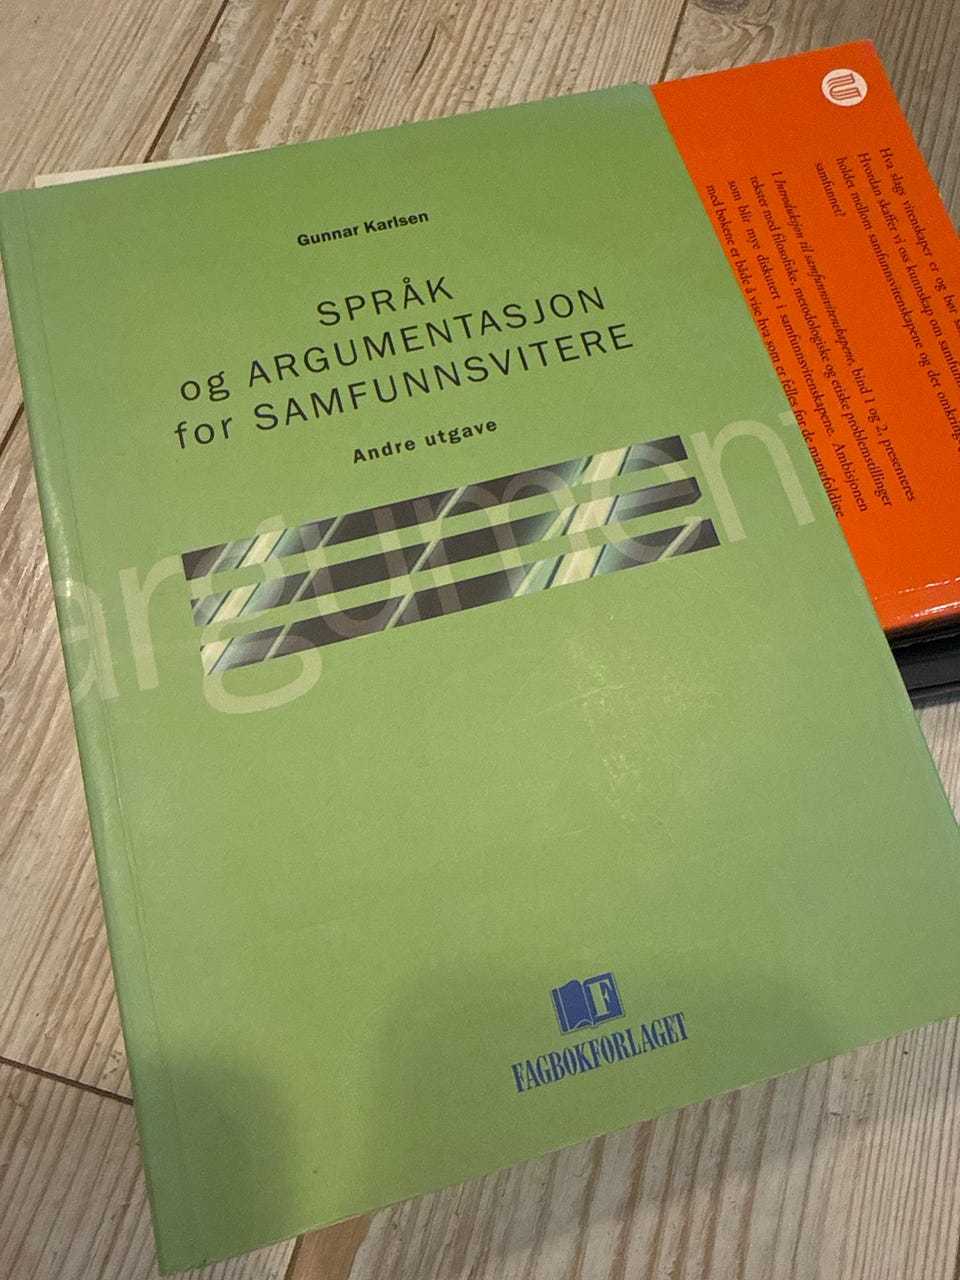 Gunnar Karlsen
SPRÅK
og ARGUMENTASJON
for SAMFUNNSVITERE
Andre utgave
argument
F
FAGBOKFORLAGET
Hva slags vitenskaper er og bør
Hvordan skaffer vi oss kunnskap om
holdet mellom samfunnsvitenskapene og det
samfunnet?
I Introduksjon til samfunnsvitenskapene, bind 1 og 2, presenteres
tekster med filosofiske, metodologiske og etiske problemstillinger
som blir mye diskutert i samfunnsvitenskapene. Ambisjonen
med bøkene er både å vise hva som er felles for de mangfoldige